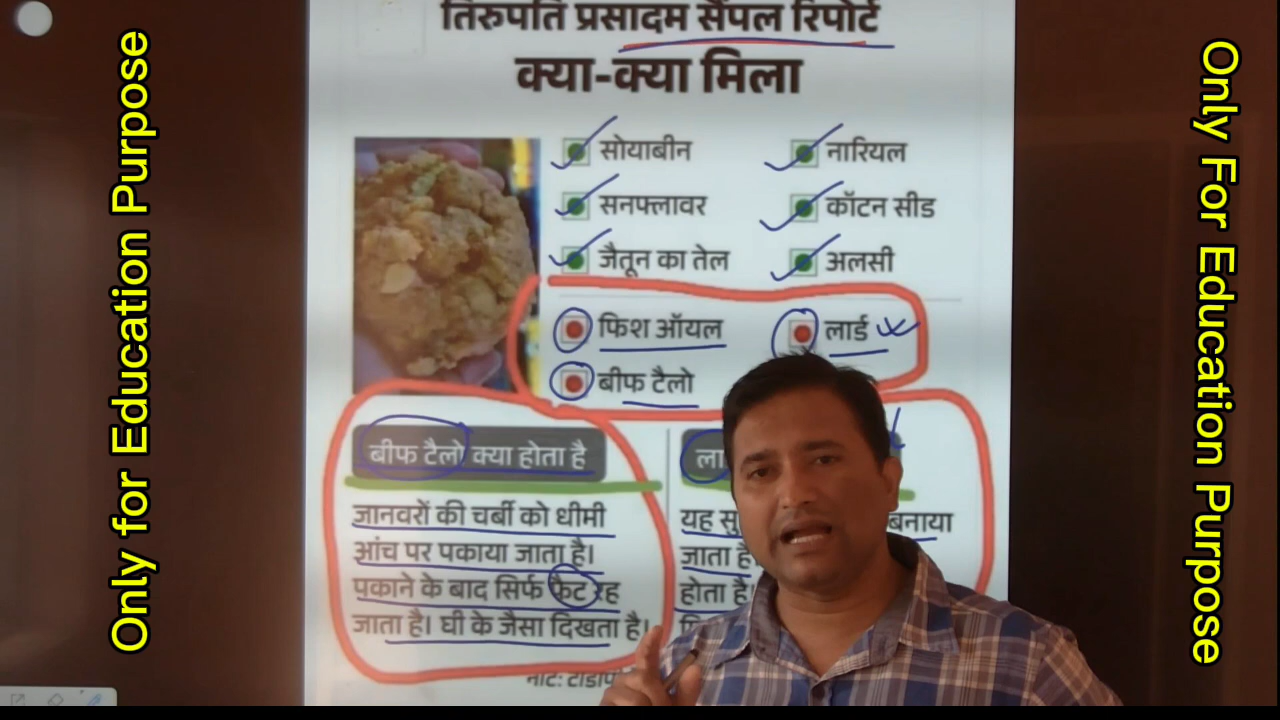 तिरुपति प्रसादम सैंपल रिपोर्ट
क्या-क्या मिला
सोयाबीन
नारियल
सनफ्लावर
कॉटन सीड
जैतून का तेल
अलसी
फिश ऑयल
लार्ड
बीफ टैलो
बीफ टैलो क्या होता है
जानवरों की चर्बी को धीमी
आंच पर पकाया जाता है।
पकाने के बाद सिर्फ फैट रह
जाता है। घी के जैसा दिखता है।
यह बनाया
जाता है
होता है
नोट:
Only for Education Purpose
Only For Education Purpose